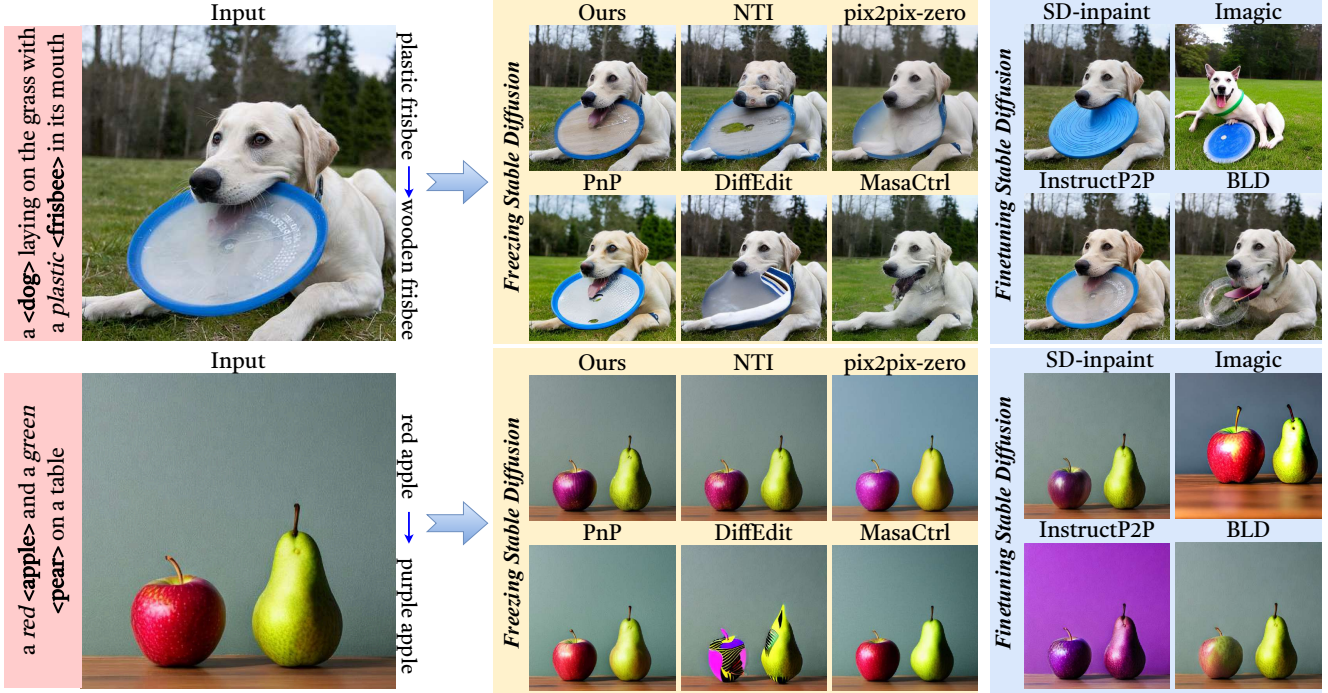 Input
a <dog> laying on the grass with
a plastic <frisbee> in its mouth
plastic frisbee → wooden frisbee
Freezing Stable Diffusion
Ours
NTI
pix2pix-zero
PnP
DiffEdit
MasaCtrl
Finetuning Stable Diffusion
SD-inpaint
Imagic
InstructP2P
BLD
Input
a red <apple> and a green
<pear> on a table
red apple → purple apple
Freezing Stable Diffusion
Ours
NTI
pix2pix-zero
PnP
DiffEdit
MasaCtrl
Finetuning Stable Diffusion
SD-inpaint
Imagic
InstructP2P
BLD